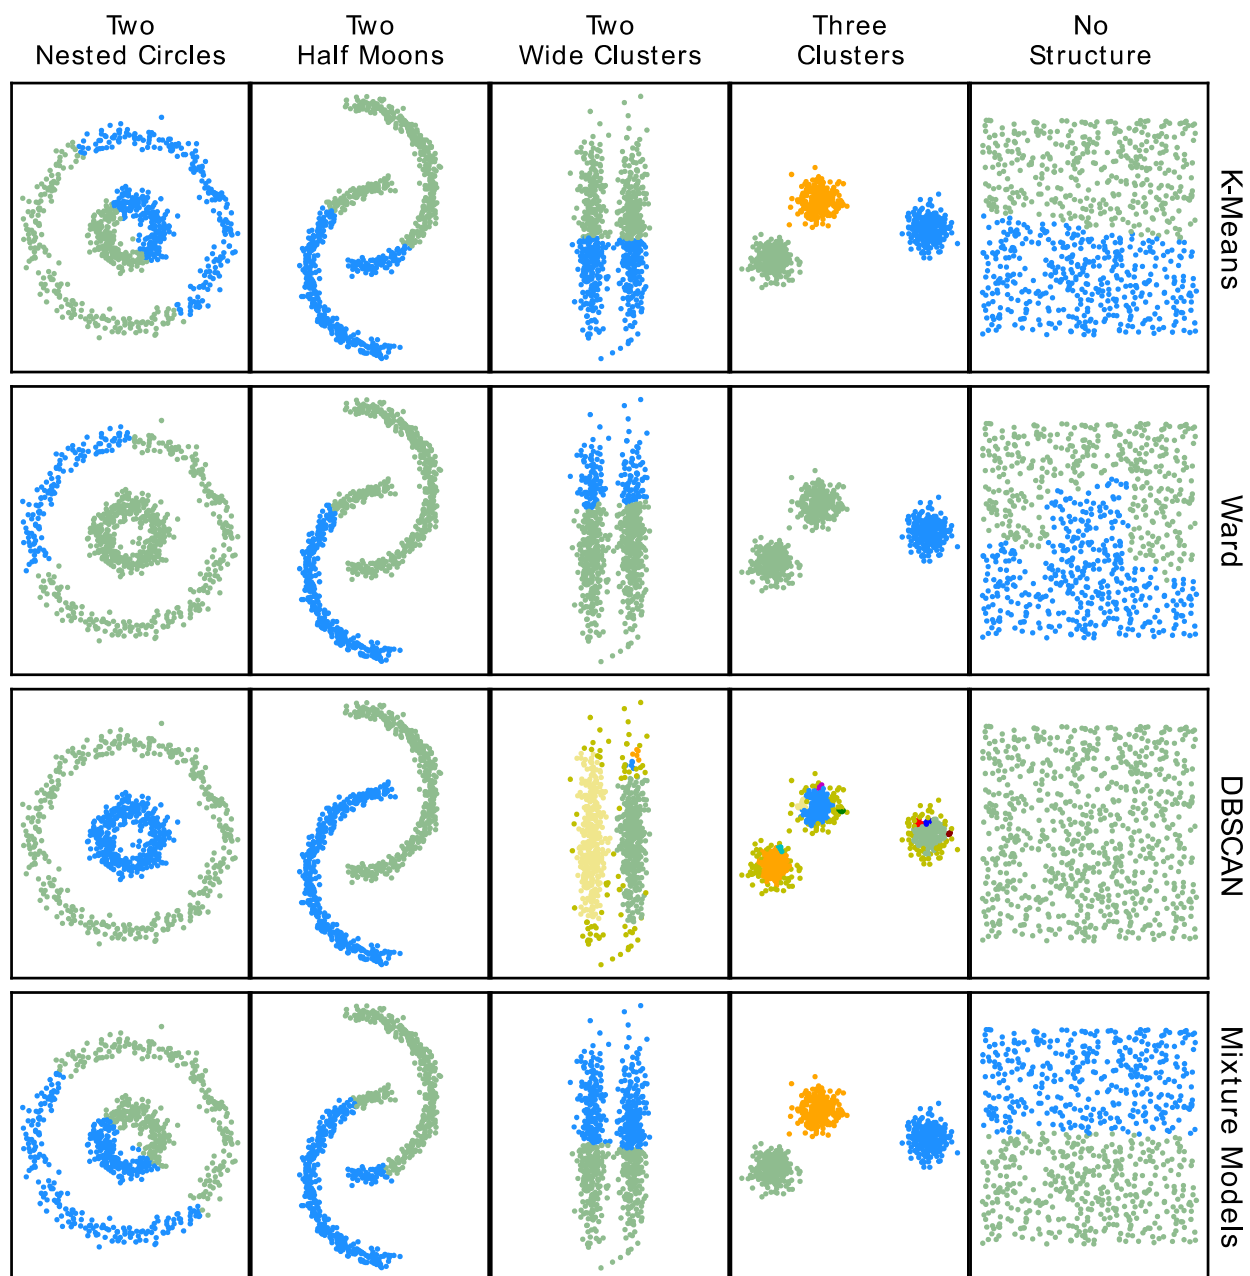 Two
Nested Circles
Two
Half Moons
Two
Wide Clusters
Three
Clusters
No
Structure
K-Means
Ward
DBSCAN
Mixture Models